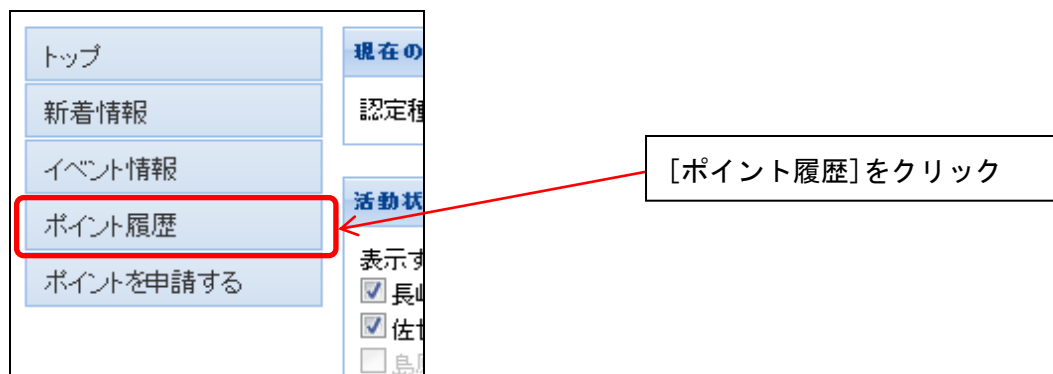 トップ
新着情報
イベント情報
ポイント履歴
ポイントを申請する
現在の
認定種
活動状
表示す
長
佐
島
[ポイント履歴]をクリック